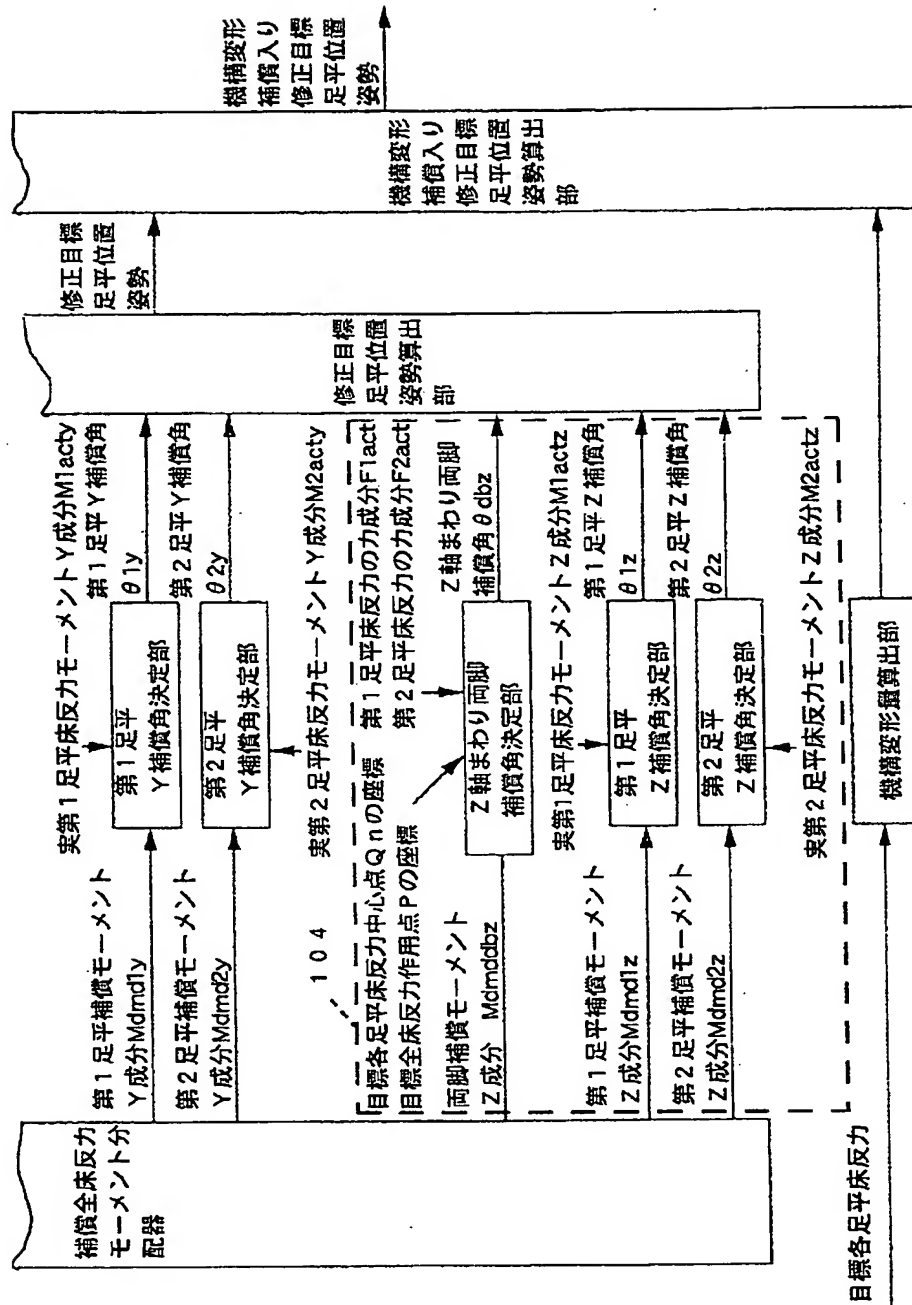 補償全床反力
モーメント分
配器
第1足平補償モーメント
Y成分Mdmd1y
第2足平補償モーメント
Y成分Mdmd2y
実第1足平床反力モーメントY成分M1acty
第1足平
Y補償角決定部
第2足平
Y補償角決定部
実第2足平床反力モーメントY成分M2acty
第1足平Y補償角
θ1y
第2足平Y補償角
θ2y
104
目標各足平床反力中心点Qnの座標
目標全床反力作用点Pの座標
第1足平床反力の力成分F1act
第2足平床反力の力成分F2act
両脚補償モーメント
Z成分 Mdmddbz
Z軸まわり両脚
補償角決定部
Z軸まわり両脚
補償角θdbz
第1足平補償モーメント
Z成分Mdmd1z
第2足平補償モーメント
Z成分Mdmd2z
実第1足平床反力モーメントZ成分M1actz
第1足平
Z補償角決定部
第2足平
Z補償角決定部
実第2足平床反力モーメントZ成分M2actz
第1足平Z補償角
θ1z
第2足平Z補償角
θ2z
修正目標
足平位置
姿勢算出
部
修正目標
足平位置
姿勢
機構変形
補償入り
修正目標
足平位置
姿勢算出
部
機構変形
補償入り
修正目標
足平位置
姿勢
目標各足平床反力
機構変形量算出部